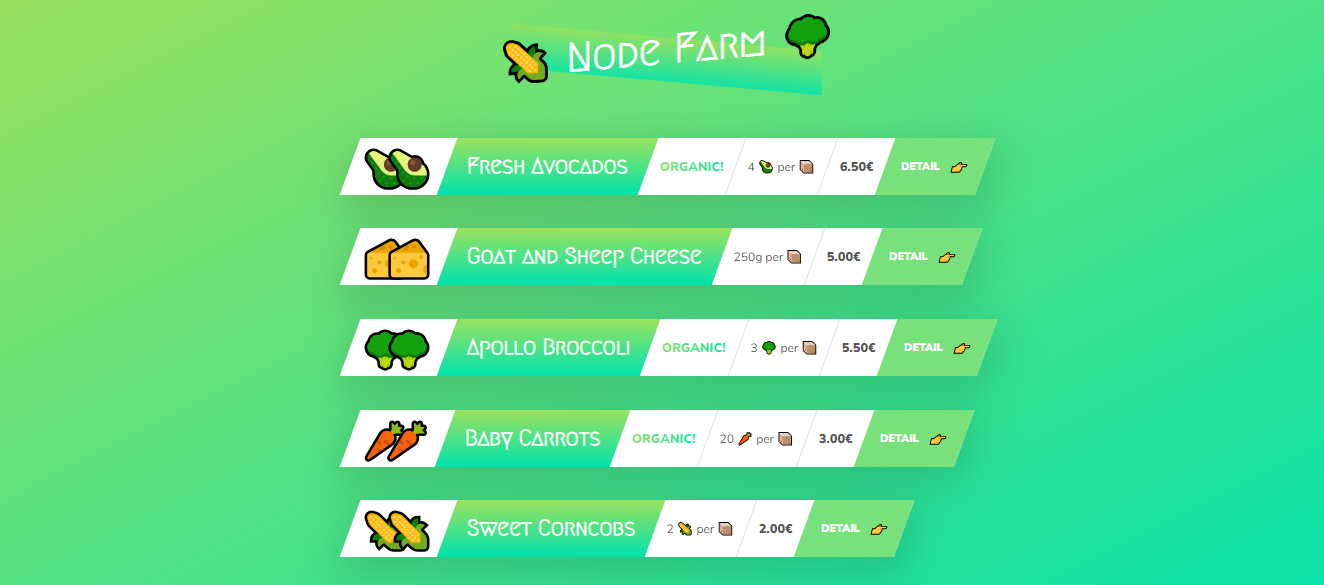 Node Farm
Fresh Avocados ORGANIC! 4 🥑 per 📦 6.50€ DETAIL 👉
Goat and Sheep Cheese 250g per 📦 5.00€ DETAIL 👉
Apollo Broccoli ORGANIC! 3 🥦 per 📦 5.50€ DETAIL 👉
Baby Carrots ORGANIC! 20 🥕 per 📦 3.00€ DETAIL 👉
Sweet Corncobs 2 🌽 per 📦 2.00€ DETAIL 👉